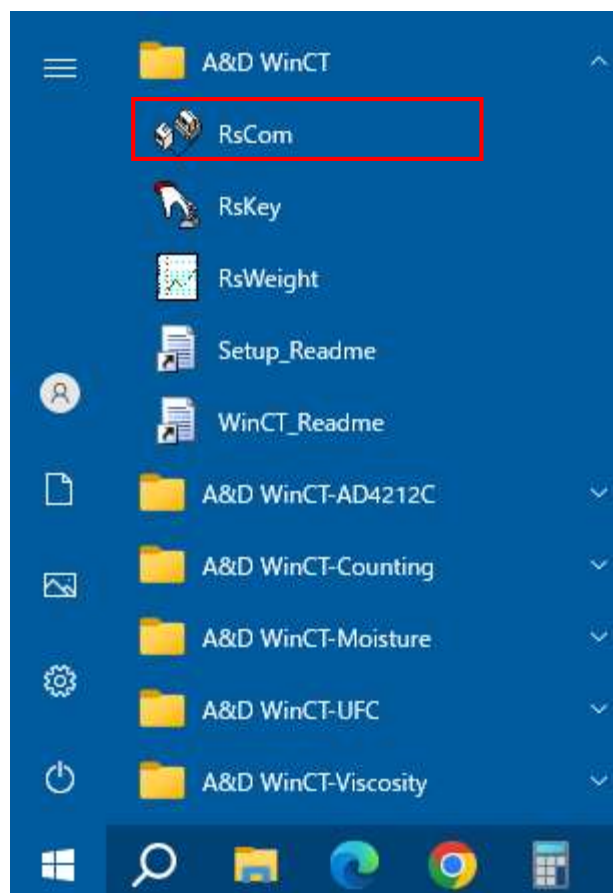 A&D WinCT
RsCom
RsKey
RsWeight
Setup_Readme
WinCT_Readme
A&D WinCT-AD4212C
A&D WinCT-Counting
A&D WinCT-Moisture
A&D WinCT-UFC
A&D WinCT-Viscosity